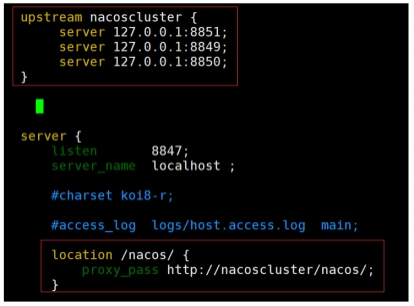 upstream nacoscluster {
server 127.0.0.1:8851;
server 127.0.0.1:8849;
server 127.0.0.1:8850;
}
server {
listen 8847;
server_name localhost ;
#charset koi8-r;
#access_log logs/host.access.log main;
location /nacos/ {
proxy_pass http://nacoscluster/nacos/;
}